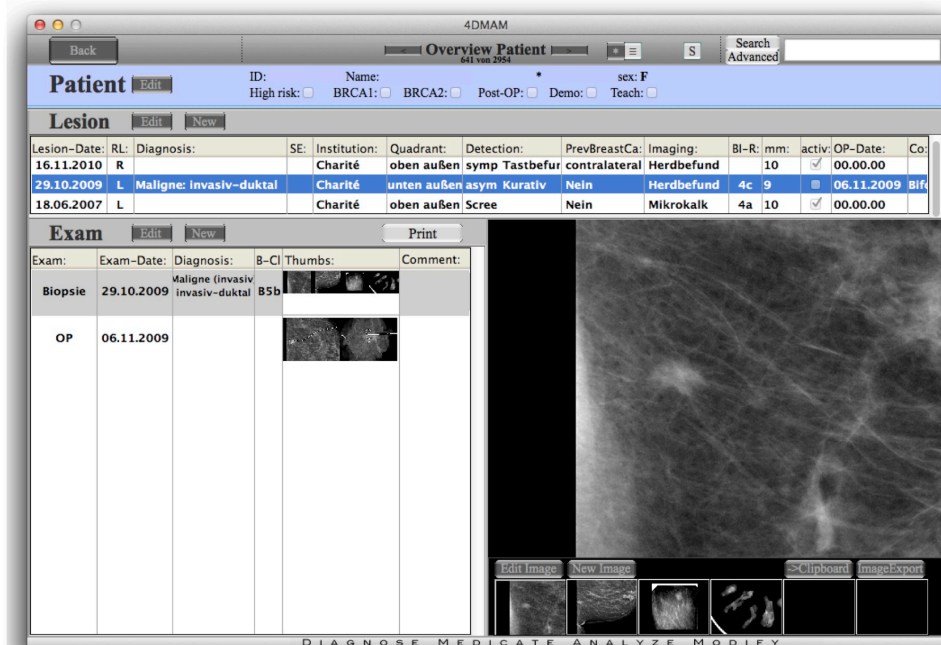 4DMAM
Back < Overview Patient > * S Search Advanced
641 von 2954
Patient Edit ID: Name: * sex: F
High risk: BRCA1: BRCA2: Post-OP: Demo: Teach:
Lesion Edit New
Lesion-Date: RL: Diagnosis: SE: Institution: Quadrant: Detection: PrevBreastCa: Imaging: BI-R: mm: activ: OP-Date: Co:
16.11.2010 R Charité oben außen symp Tastbefur contralateral Herdbefund 10 00.00.00
29.10.2009 L Maligne: invasiv-duktal Charité unten außen asym Kurativ Nein Herdbefund 4c 9 06.11.2009 Bif
18.06.2007 L Charité oben außen Scree Nein Mikrokalk 4a 10 00.00.00
Exam Edit New Print
Exam: Exam-Date: Diagnosis: B-Cl Thumbs: Comment:
Maligne (invasiv
Biopsie 29.10.2009 invasiv-duktal B5b
OP 06.11.2009
Edit Image New Image ->Clipboard ImageExport
DIAGNOSE MEDICATE ANALYZE MODIFY